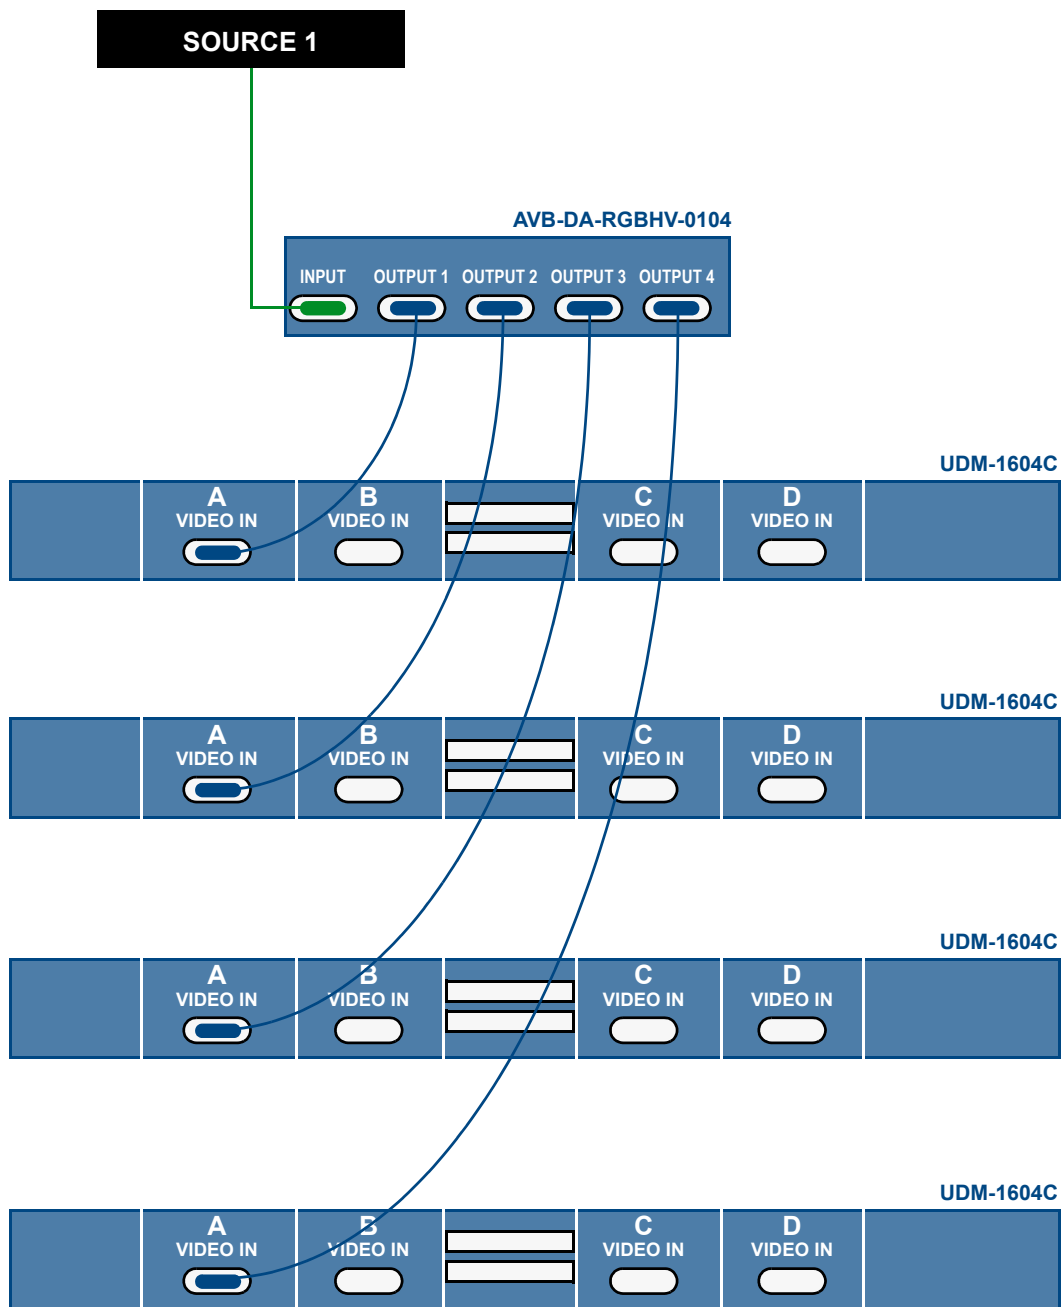 SOURCE 1
AVB-DA-RGBHV-0104
INPUT OUTPUT 1 OUTPUT 2 OUTPUT 3 OUTPUT 4
UDM-1604C
A B C D
VIDEO IN VIDEO IN VIDEO IN VIDEO IN
UDM-1604C
A B C D
VIDEO IN VIDEO IN VIDEO IN VIDEO IN
UDM-1604C
A B C D
VIDEO IN VIDEO IN VIDEO IN VIDEO IN
UDM-1604C
A B C D
VIDEO IN VIDEO IN VIDEO IN VIDEO IN